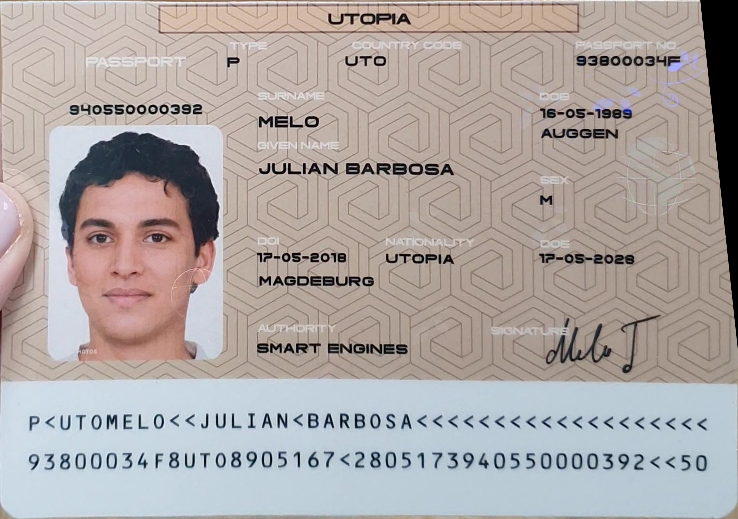 UTOPIA
PASSPORT
TYPE
P
COUNTRY CODE
UTO
PASSPORT NO.
93800034F
940550000392
SURNAME
MELO
GIVEN NAME
JULIAN BARBOSA
DOB
16-05-1989
AUGGEN
SEX
M
DOI
17-05-2018
MAGDEBURG
NATIONALITY
UTOPIA
DOE
17-05-2028
AUTHORITY
SMART ENGINES
SIGNATURE
Melo J
P<UTOMELO<<JULIAN<BARBOSA<<<<<<<<<<<<<<<<<<<
93800034F8UTO8905167<2805173940550000392<<50